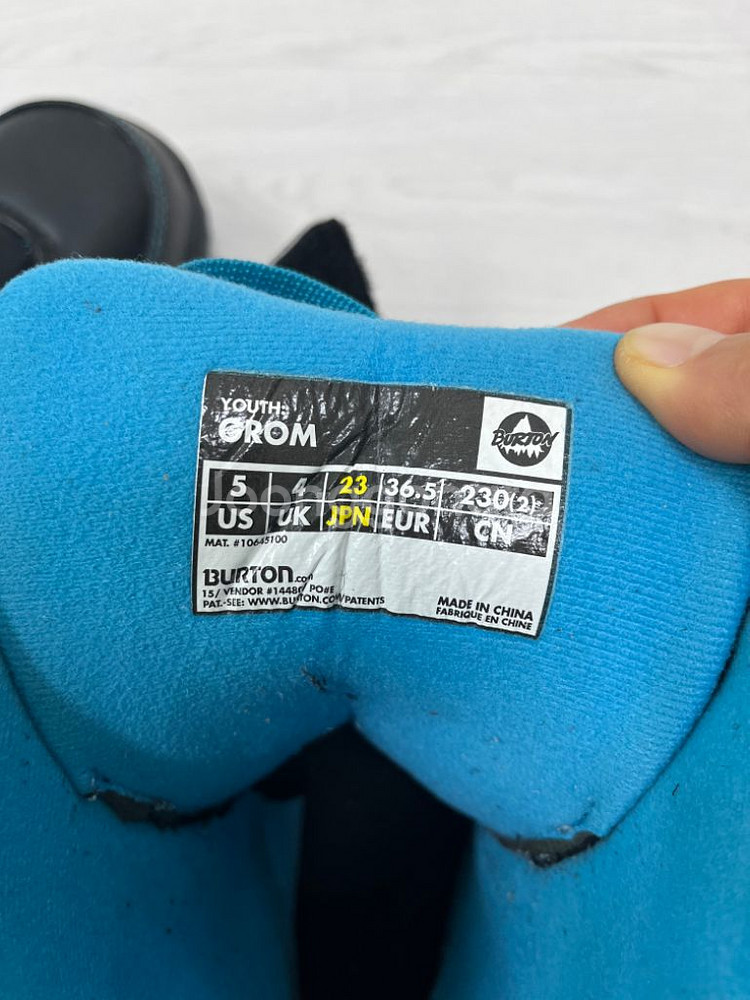 YOUTH:
GROM
BURTON
5 4 23 36.5 230(2)
US UK JPN EUR CN
MAT. #10645100
BURTON.com
15/ VENDOR #14480/ PO#E
PAT.-SEE: WWW.BURTON.COM/PATENTS
MADE IN CHINA
FABRIQUE EN CHINE